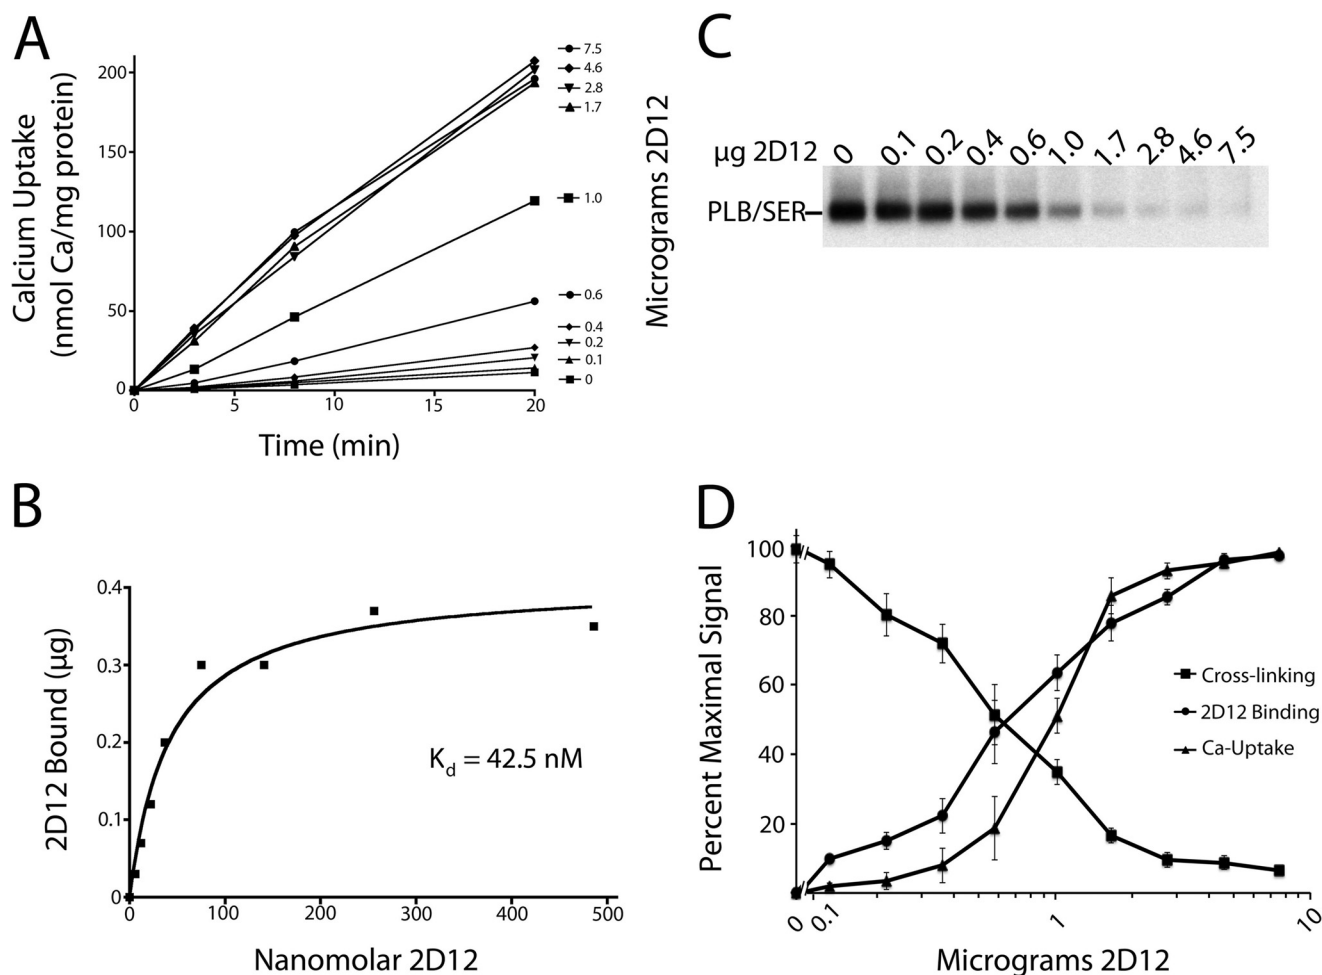 A
Calcium Uptake
(nmol Ca/mg protein)
200
150
100
50
0
0
5
10
15
20
Time (min)
7.5
4.6
2.8
1.7
1.0
0.6
0.4
0.2
0.1
0
Micrograms 2D12
C
μg 2D12
0
0.1
0.2
0.4
0.6
1.0
1.7
2.8
4.6
7.5
PLB/SER
B
2D12 Bound (μg)
0.4
0.3
0.2
0.1
0
0
100
200
300
400
500
Kd = 42.5 nM
Nanomolar 2D12
D
Percent Maximal Signal
100
80
60
40
20
0
0.1
1
10
Micrograms 2D12
Cross-linking
2D12 Binding
Ca-Uptake